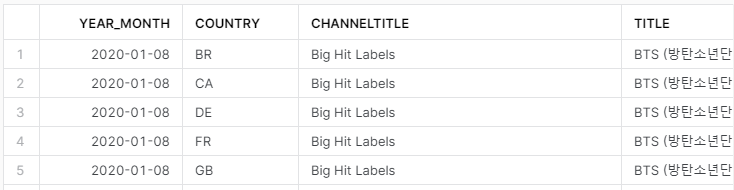 YEAR_MONTH COUNTRY CHANNELTITLE TITLE
1 2020-01-08 BR Big Hit Labels BTS (방탄소년단
2 2020-01-08 CA Big Hit Labels BTS (방탄소년단
3 2020-01-08 DE Big Hit Labels BTS (방탄소년단
4 2020-01-08 FR Big Hit Labels BTS (방탄소년단
5 2020-01-08 GB Big Hit Labels BTS (방탄소년단